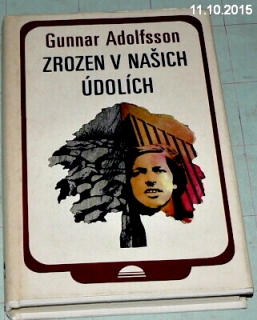 11.10.2015
Gunnar Adolfsson
ZROZEN V NAŠICH
ÚDOLÍCH